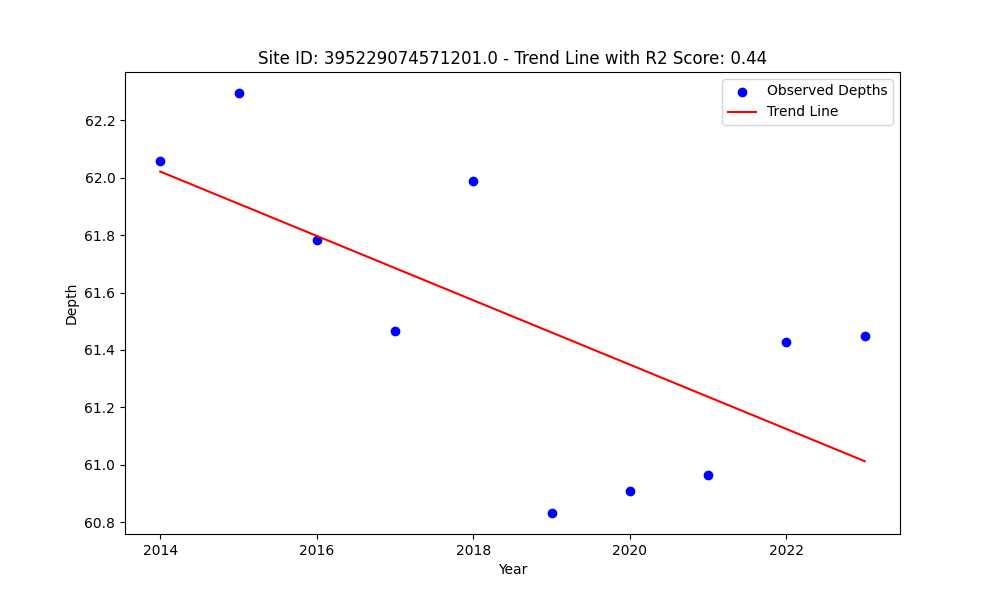 Site ID: 395229074571201.0 - Trend Line with R2 Score: 0.44
Observed Depths
Trend Line
62.2
62.0
61.8
61.6
61.4
61.2
61.0
60.8
Depth
2014
2016
2018
2020
2022
Year